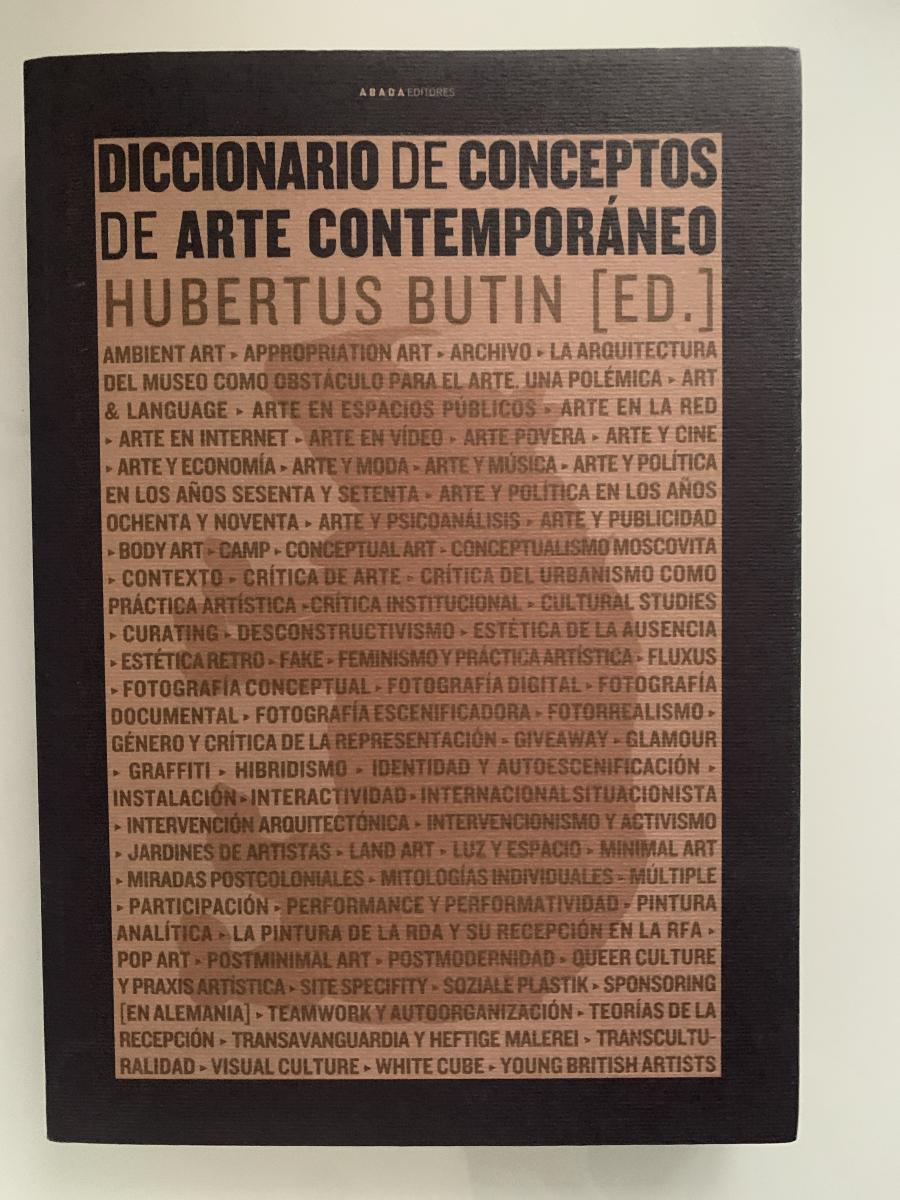 ABADAEDITORES
DICCIONARIO DE CONCEPTOS
DE ARTE CONTEMPORÁNEO
HUBERTUS BUTIN [ED.]
AMBIENT ART ▸ APPROPRIATION ART ▸ ARCHIVO ▸ LA ARQUITECTURA
DEL MUSEO COMO OBSTÁCULO PARA EL ARTE. UNA POLÉMICA ▸ ART
& LANGUAGE ▸ ARTE EN ESPACIOS PÚBLICOS ▸ ARTE EN LA RED
▸ ARTE EN INTERNET ▸ ARTE EN VÍDEO ▸ ARTE POVERA ▸ ARTE Y CINE
▸ ARTE Y ECONOMÍA ▸ ARTE Y MODA ▸ ARTE Y MÚSICA ▸ ARTE Y POLÍTICA
EN LOS AÑOS SESENTA Y SETENTA ▸ ARTE Y POLÍTICA EN LOS AÑOS
OCHENTA Y NOVENTA ▸ ARTE Y PSICOANÁLISIS ▸ ARTE Y PUBLICIDAD
▸ BODY ART ▸ CAMP ▸ CONCEPTUAL ART ▸ CONCEPTUALISMO MOSCOVITA
▸ CONTEXTO ▸ CRÍTICA DE ARTE ▸ CRÍTICA DEL URBANISMO COMO
PRÁCTICA ARTÍSTICA ▸CRÍTICA INSTITUCIONAL ▸ CULTURAL STUDIES
▸ CURATING ▸ DESCONSTRUCTIVISMO ▸ ESTÉTICA DE LA AUSENCIA
▸ ESTÉTICA RETRO ▸ FAKE ▸ FEMINISMO Y PRÁCTICA ARTÍSTICA ▸ FLUXUS
▸ FOTOGRAFÍA CONCEPTUAL ▸ FOTOGRAFÍA DIGITAL ▸ FOTOGRAFÍA
DOCUMENTAL ▸ FOTOGRAFÍA ESCENIFICADORA ▸ FOTORREALISMO ▸
GÉNERO Y CRÍTICA DE LA REPRESENTACIÓN ▸ GIVEAWAY ▸ GLAMOUR
▸ GRAFFITI ▸ HIBRIDISMO ▸ IDENTIDAD Y AUTOESCENIFICACIÓN ▸
INSTALACIÓN ▸ INTERACTIVIDAD ▸ INTERNACIONAL SITUACIONISTA
▸ INTERVENCIÓN ARQUITECTÓNICA ▸ INTERVENCIONISMO Y ACTIVISMO
▸ JARDINES DE ARTISTAS ▸ LAND ART ▸ LUZ Y ESPACIO ▸ MINIMAL ART
▸ MIRADAS POSTCOLONIALES ▸ MITOLOGÍAS INDIVIDUALES ▸ MÚLTIPLE
▸ PARTICIPACIÓN ▸ PERFORMANCE Y PERFORMATIVIDAD ▸ PINTURA
ANALÍTICA ▸ LA PINTURA DE LA RDA Y SU RECEPCIÓN EN LA RFA ▸
POP ART ▸ POSTMINIMAL ART ▸ POSTMODERNIDAD ▸ QUEER CULTURE
Y PRAXIS ARTÍSTICA ▸ SITE SPECIFITY ▸ SOZIALE PLASTIK ▸ SPONSORING
[EN ALEMANIA] ▸ TEAMWORK Y AUTOORGANIZACIÓN ▸ TEORÍAS DE LA
RECEPCIÓN ▸ TRANSAVANGUARDIA Y HEFTIGE MALEREI ▸ TRANSCULTU-
RALIDAD ▸ VISUAL CULTURE ▸ WHITE CUBE ▸ YOUNG BRITISH ARTISTS